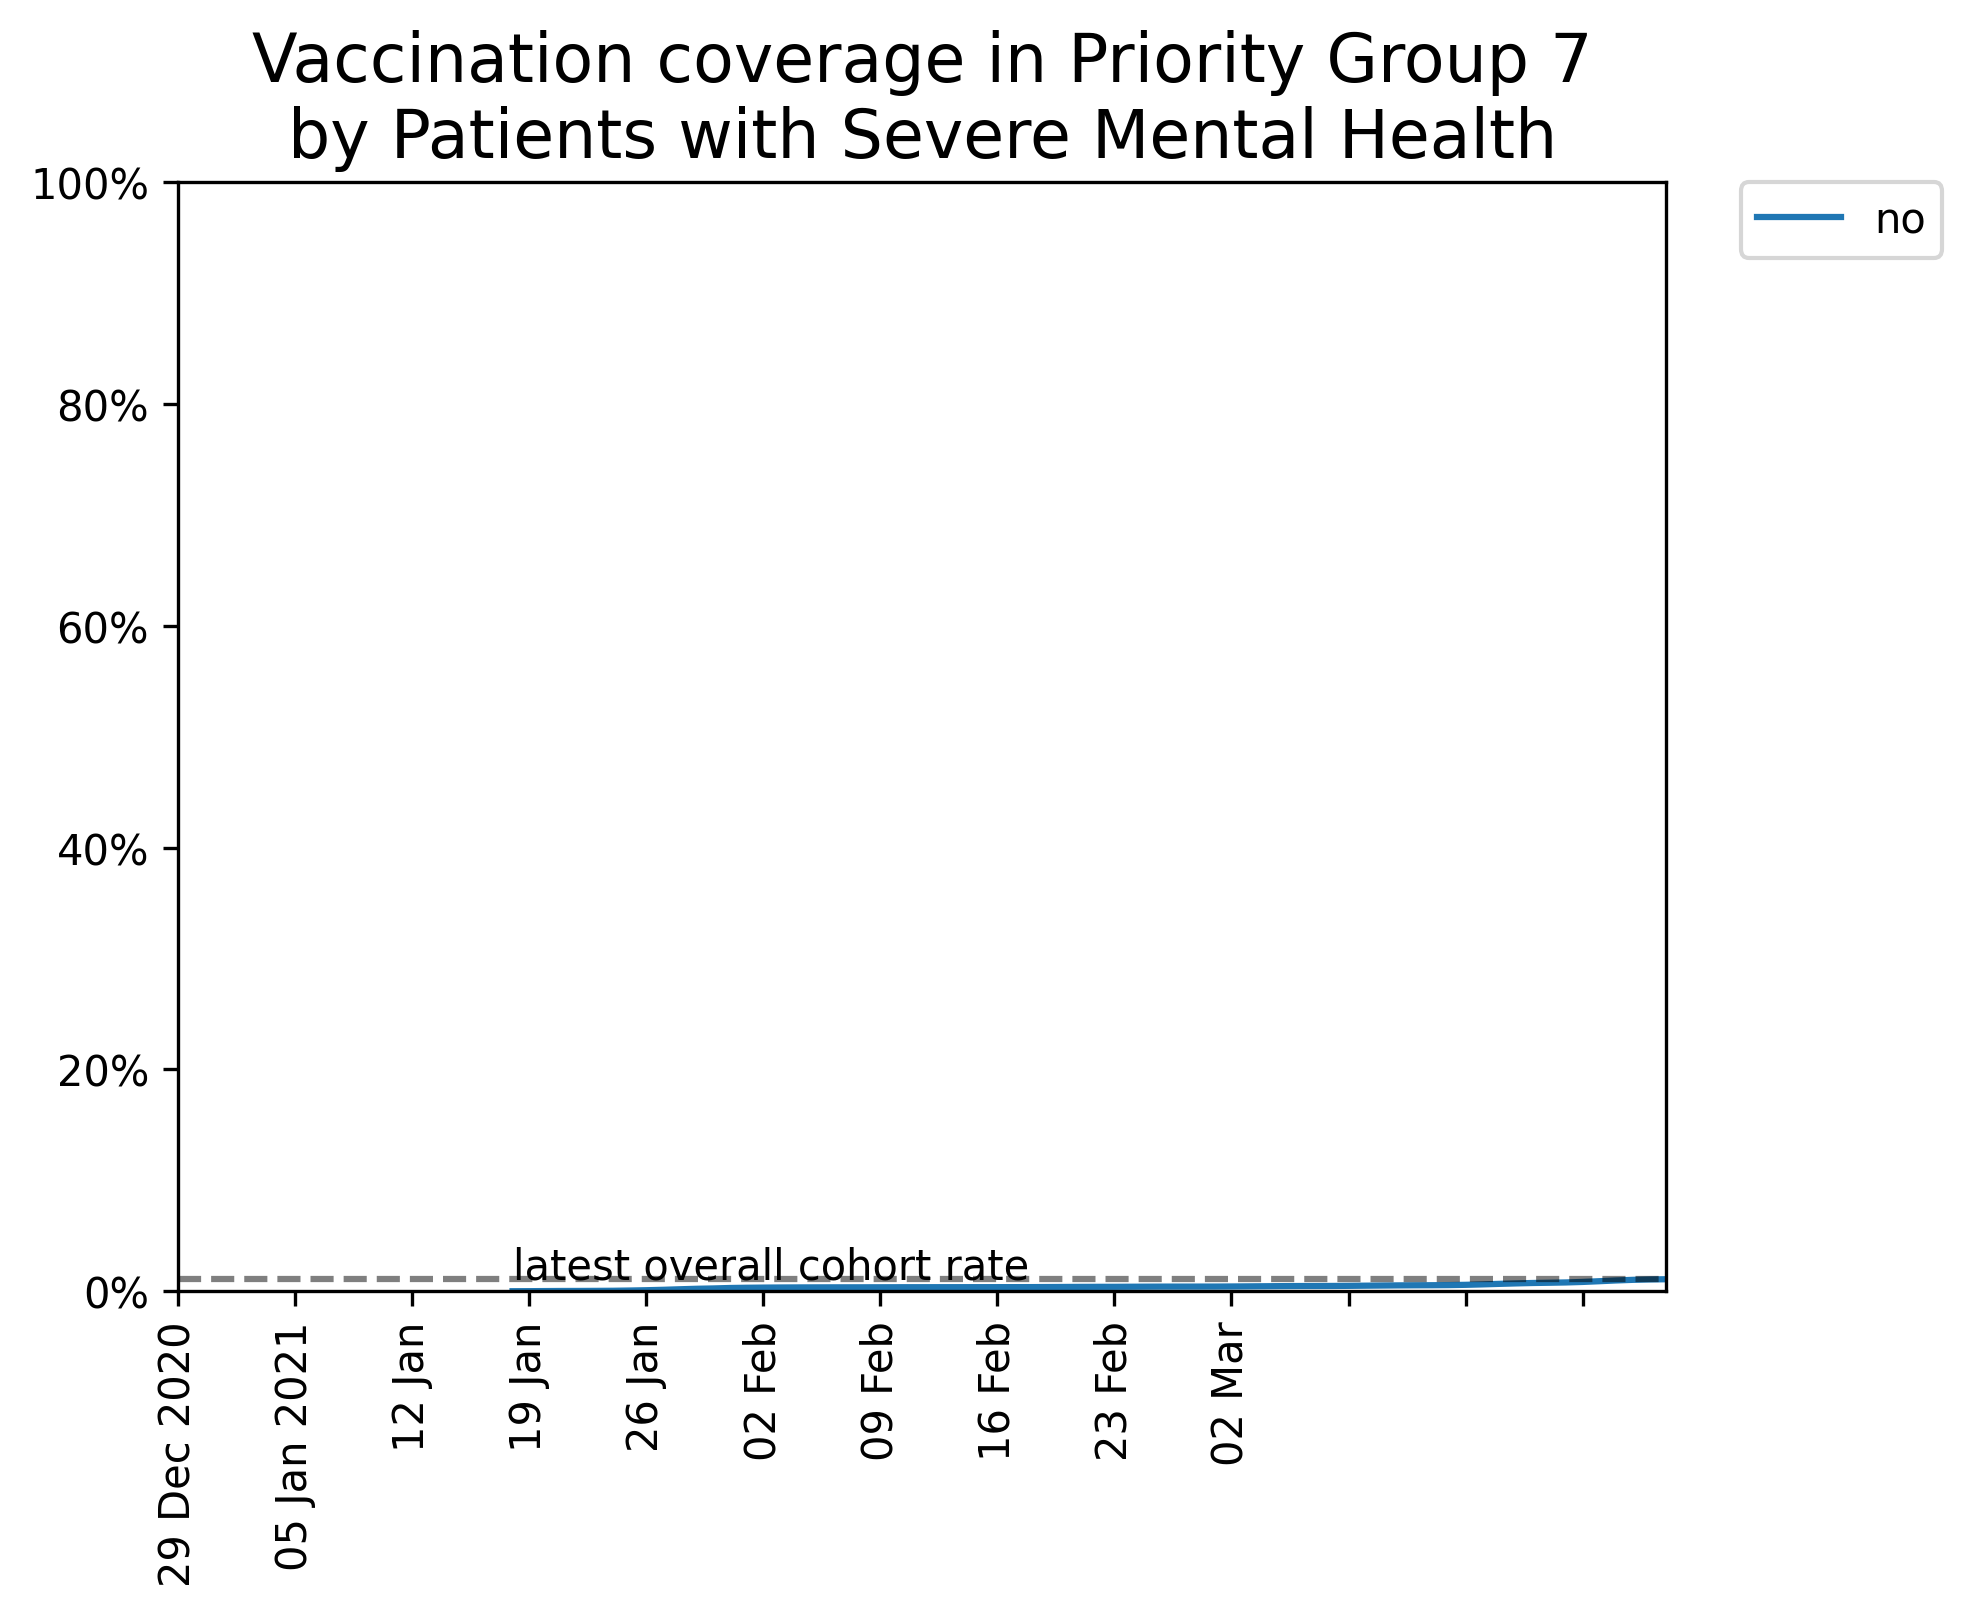 Vaccination coverage in Priority Group 7
by Patients with Severe Mental Health
100%
80%
60%
40%
20%
0%
no
latest overall cohort rate
29 Dec 2020
05 Jan 2021
12 Jan
19 Jan
26 Jan
02 Feb
09 Feb
16 Feb
23 Feb
02 Mar